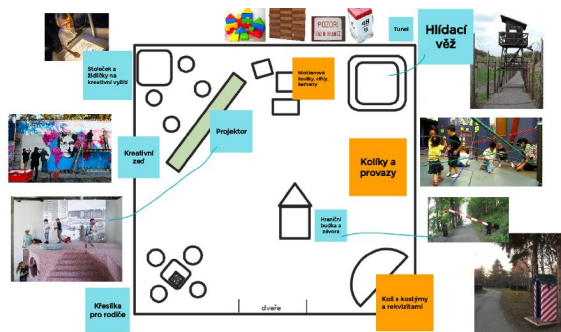 POZOR!
Tunel
Hlídací
věž
Stoleček a
židličky na
kreativní vyžití
Molitanové
kostky, cihly,
kameny
Kreativní
zeď
Projektor
Kolíky a
provazy
Hraniční
budka a
závora
Křesílka
pro rodiče
dveře
Koš s kostýmy
a rekvizitami